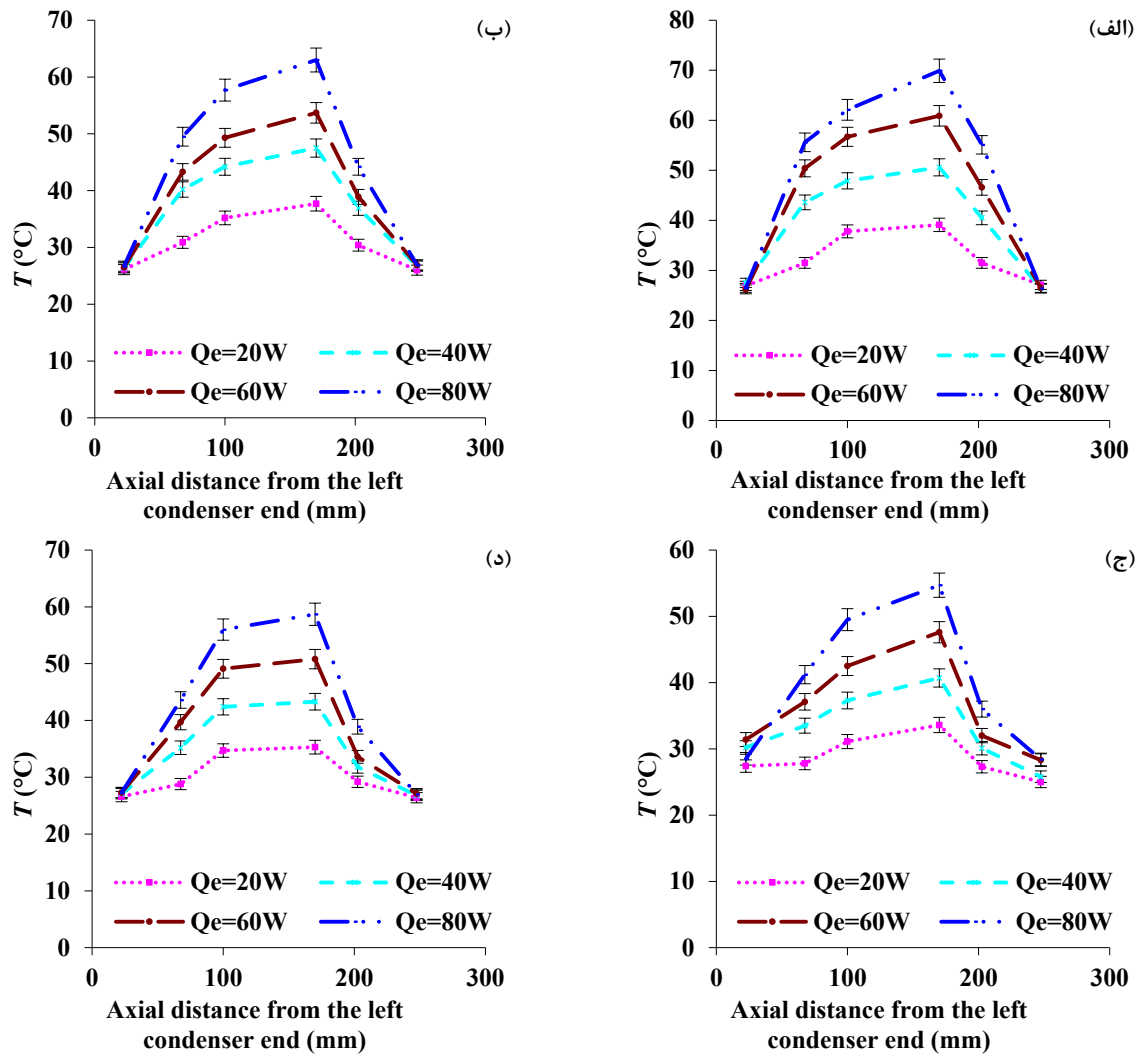 (ب)
70
60
50
40
30
20
10
0
T (°C)
Qe=20W Qe=40W
Qe=60W Qe=80W
0 100 200 300
Axial distance from the left
condenser end (mm)
(الف)
80
70
60
50
40
30
20
10
0
T (°C)
Qe=20W Qe=40W
Qe=60W Qe=80W
0 100 200 300
Axial distance from the left
condenser end (mm)
(د)
70
60
50
40
30
20
10
0
T (°C)
Qe=20W Qe=40W
Qe=60W Qe=80W
0 100 200 300
Axial distance from the left
condenser end (mm)
(ج)
60
50
40
30
20
10
0
T (°C)
Qe=20W Qe=40W
Qe=60W Qe=80W
0 100 200 300
Axial distance from the left
condenser end (mm)